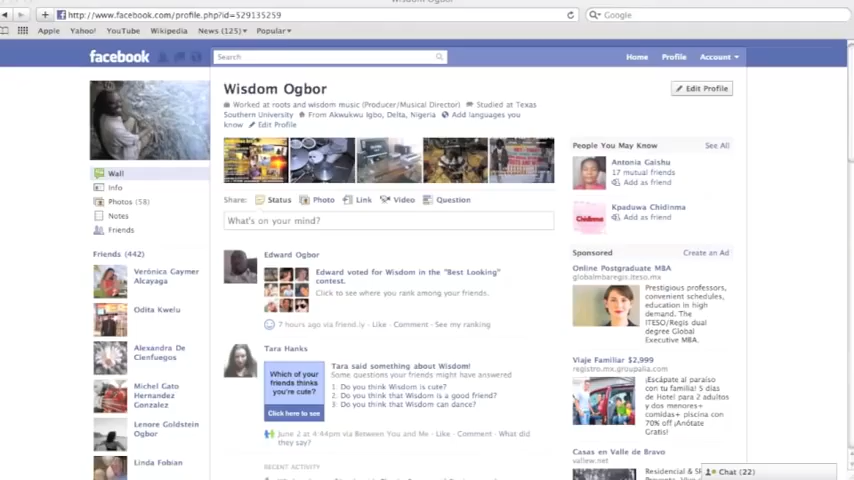 Wisdom Ogbor
http://www.facebook.com/profile.php?id=529135259
Google
Apple Yahoo! YouTube Wikipedia News (125) Popular
facebook
Search
Home Profile Account
Wisdom Ogbor
Edit Profile
Worked at roots and wisdom music (Producer/Musical Director) Studied at Texas
Southern University From Akwukwu Igbo, Delta, Nigeria Add languages you
know Edit Profile
Wall
Info
Photos (58)
Notes
Friends
Friends (442)
Verónica Gaymer
Alcayaga
Odita Kwelu
Alexandra De
Cienfuegos
Michel Gato
Hernandez
Gonzalez
Lenore Goldstein
Ogbor
Linda Fobian
Share: Status Photo Link Video Question
What's on your mind?
Edward Ogbor
Edward voted for Wisdom in the "Best Looking"
contest.
Click to see where you rank among your friends.
7 hours ago via friend.ly · Like · Comment · See my ranking
Tara Hanks
Which of your
friends thinks
you're cute?
Click here to see
Tara said something about Wisdom!
Some questions your friends might have answered
1. Do you think Wisdom is cute?
2. Do you think that Wisdom is a good friend?
3. Do you think that Wisdom can dance?
June 2 at 4:44pm via Between You and Me · Like · Comment · What did
they say?
RECENT ACTIVITY
People You May Know See All
Antonia Gaishu
17 mutual friends
Add as friend
Kpaduwa Chidinma
Add as friend
Chidinma
Sponsored Create an Ad
Online Postgraduate MBA
globalmbaregis.iteso.mx
Prestigious professors,
convenient schedules,
education in high
demand. The
ITESO/Regis dual
degree Global
Executive MBA.
Viaje Familiar $2,999
registro.mx.groupalia.com
¡Escápate al paraíso
con tu familia! 5 días
de Hotel para 2 adultos
y dos menores+
comidas+ piscina con
70% off ¡Anótate
Gratis!
Casas en Valle de Bravo
vallew.net
Residencial &
Chat (22)